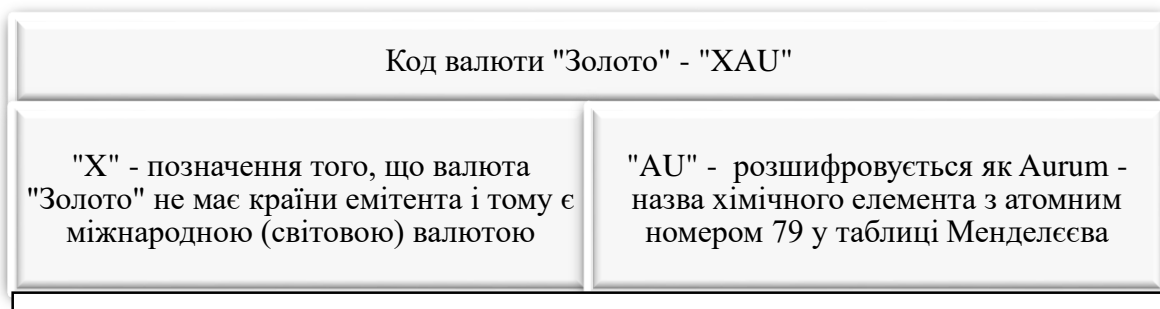 Код валюти "Золото" - "XAU"
"X" - позначення того, що валюта
"Золото" не має країни емітента і тому є
міжнародною (світовою) валютою
"AU" - розшифровується як Aurum -
назва хімічного елемента з атомним
номером 79 у таблиці Менделєєва